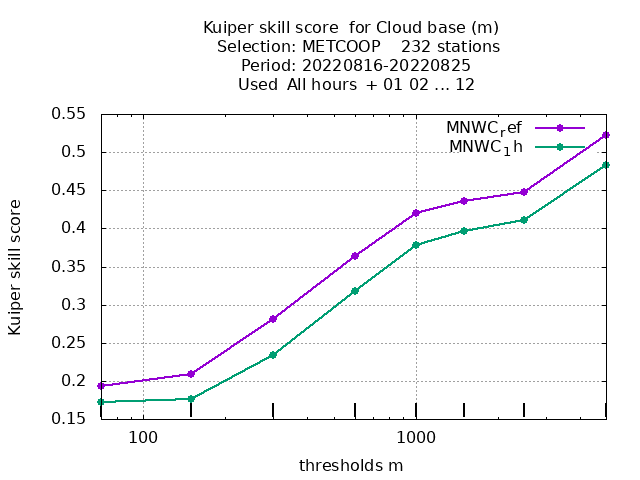 Kuiper skill score  for Cloud base (m)
Selection: METCOOP    232 stations
Period: 20220816-20220825
Used  All hours  + 01 02 ... 12
MNWCref
MNWC1h
0.55
0.5
0.45
0.4
0.35
0.3
0.25
0.2
0.15
Kuiper skill score
100
1000
thresholds m